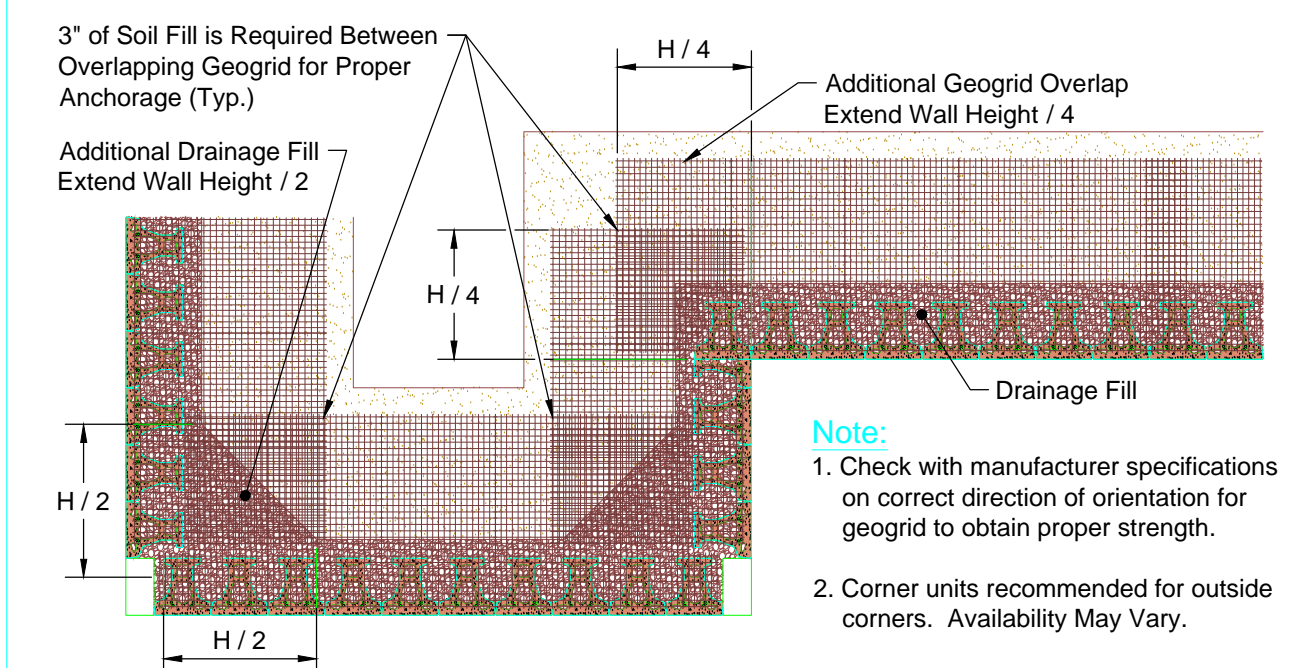 3" of Soil Fill is Required Between
Overlapping Geogrid for Proper
Anchorage (Typ.)
H / 4
Additional Geogrid Overlap
Extend Wall Height / 4
Additional Drainage Fill
Extend Wall Height / 2
H / 4
Drainage Fill
H / 2
H / 2
Note:
1. Check with manufacturer specifications
on correct direction of orientation for
geogrid to obtain proper strength.
2. Corner units recommended for outside
corners. Availability May Vary.